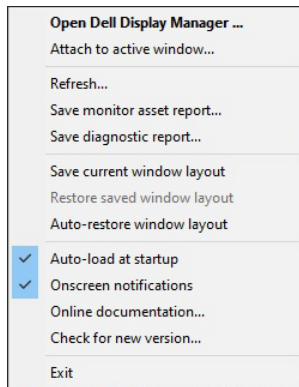 Open Dell Display Manager ...
Attach to active window...
Refresh...
Save monitor asset report...
Save diagnostic report...
Save current window layout
Restore saved window layout
Auto-restore window layout
Auto-load at startup
Onscreen notifications
Online documentation...
Check for new version...
Exit